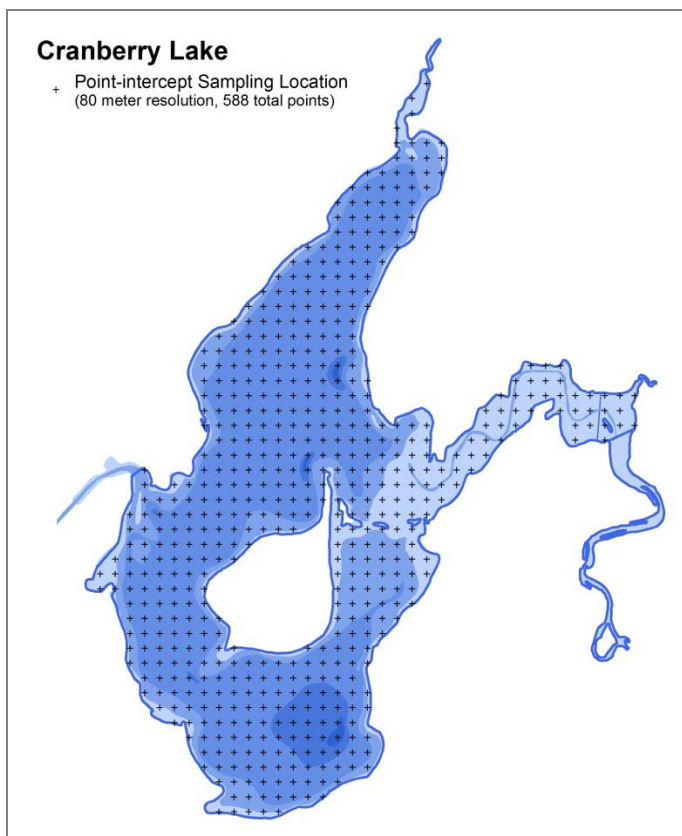 Cranberry Lake
Point-intercept Sampling Location
(80 meter resolution, 588 total points)